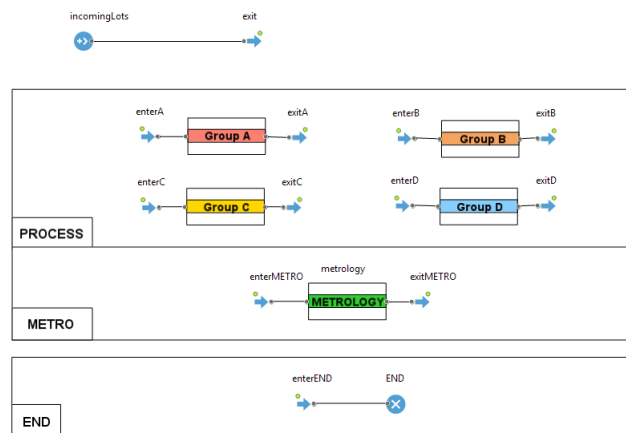 incomingLots exit
enterA Group A exitA
enterB Group B exitB
enterC Group C exitC
enterD Group D exitD
PROCESS
metrology
enterMETRO METROLOGY exitMETRO
METRO
enterEND END
END